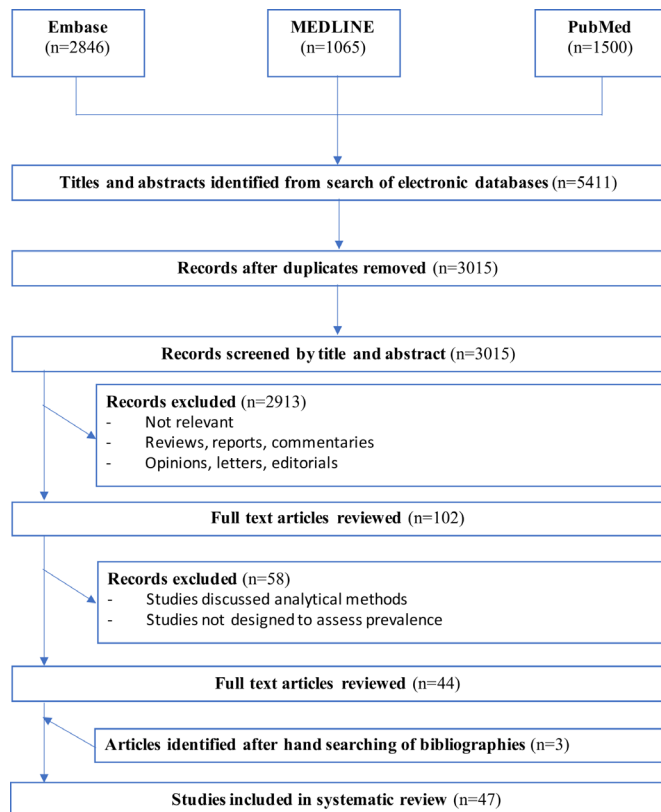 Embase
(n=2846)
MEDLINE
(n=1065)
PubMed
(n=1500)
Titles and abstracts identified from search of electronic databases (n=5411)
Records after duplicates removed (n=3015)
Records screened by title and abstract (n=3015)
Records excluded (n=2913)
- Not relevant
- Reviews, reports, commentaries
- Opinions, letters, editorials
Full text articles reviewed (n=102)
Records excluded (n=58)
- Studies discussed analytical methods
- Studies not designed to assess prevalence
Full text articles reviewed (n=44)
Articles identified after hand searching of bibliographies (n=3)
Studies included in systematic review (n=47)